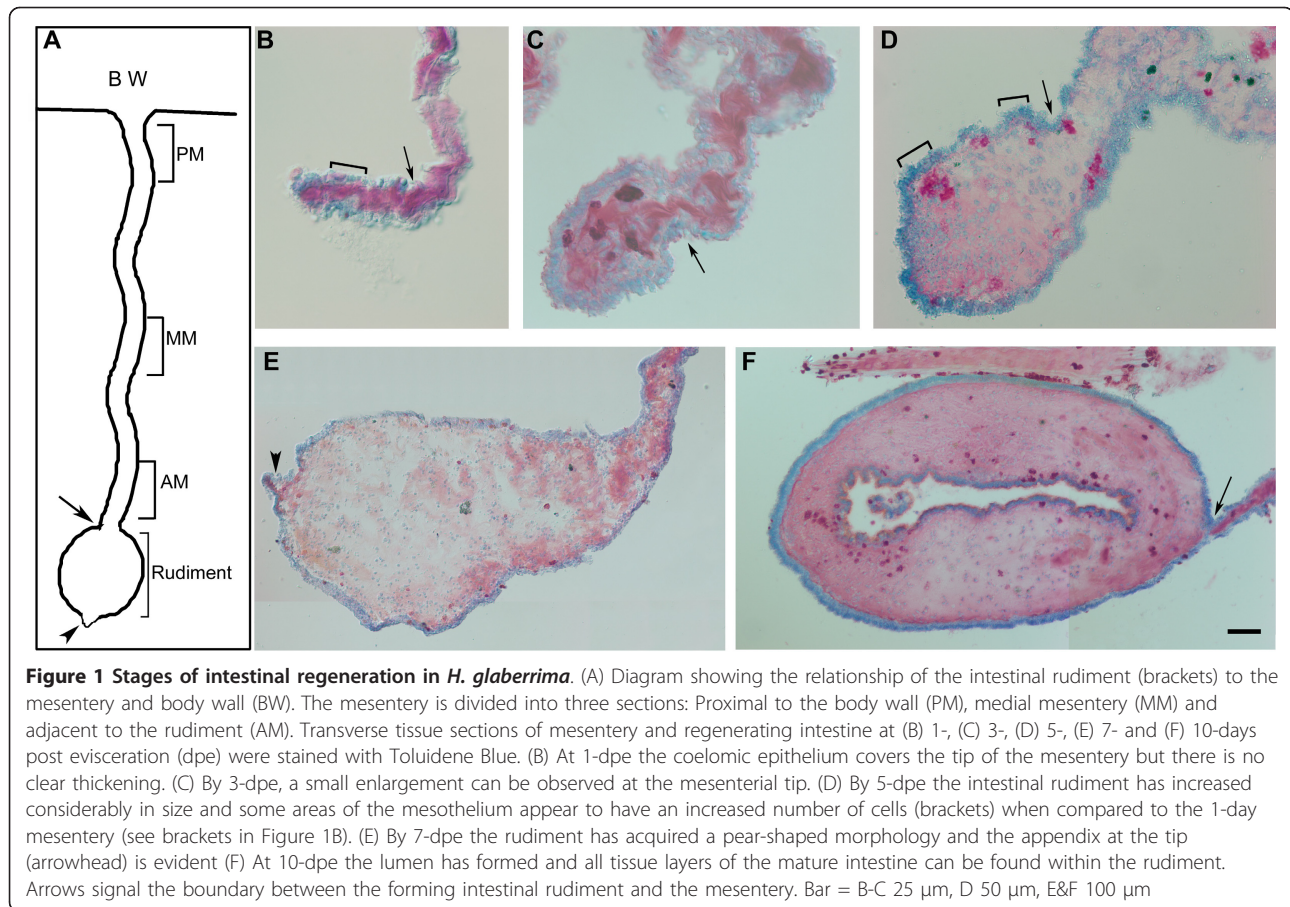 A
B W
PM
MM
AM
Rudiment
B
C
D
E
F
Figure 1 Stages of intestinal regeneration in H. glaberrima. (A) Diagram showing the relationship of the intestinal rudiment (brackets) to the
mesentery and body wall (BW). The mesentery is divided into three sections: Proximal to the body wall (PM), medial mesentery (MM) and
adjacent to the rudiment (AM). Transverse tissue sections of mesentery and regenerating intestine at (B) 1-, (C) 3-, (D) 5-, (E) 7- and (F) 10-days
post evisceration (dpe) were stained with Toluidene Blue. (B) At 1-dpe the coelomic epithelium covers the tip of the mesentery but there is no
clear thickening. (C) By 3-dpe, a small enlargement can be observed at the mesenterial tip. (D) By 5-dpe the intestinal rudiment has increased
considerably in size and some areas of the mesothelium appear to have an increased number of cells (brackets) when compared to the 1-day
mesentery (see brackets in Figure 1B). (E) By 7-dpe the rudiment has acquired a pear-shaped morphology and the appendix at the tip
(arrowhead) is evident (F) At 10-dpe the lumen has formed and all tissue layers of the mature intestine can be found within the rudiment.
Arrows signal the boundary between the forming intestinal rudiment and the mesentery. Bar = B-C 25 μm, D 50 μm, E&F 100 μm